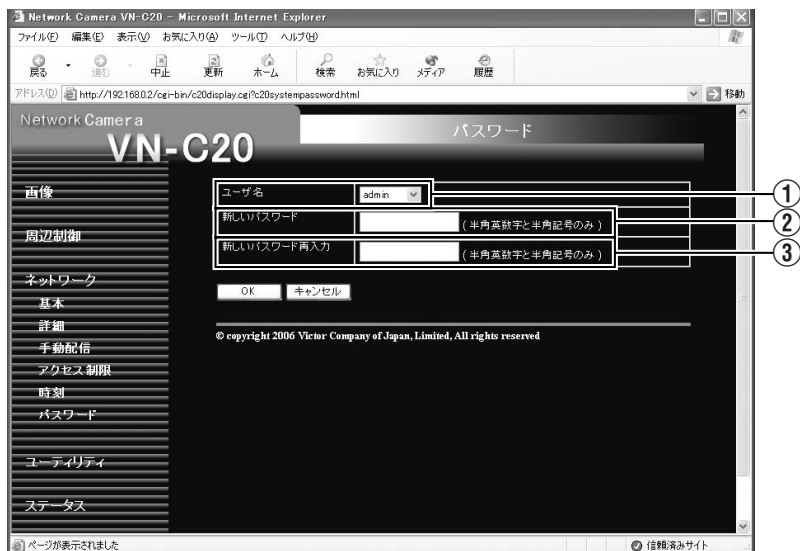 Network Camera VN-C20 - Microsoft Internet Explorer
ファイル(F) 編集(E) 表示(V) お気に入り(A) ツール(T) ヘルプ(H)
戻る 進む 中止 更新 ホーム 検索 お気に入り メディア 履歴
アドレス(D) http://192.168.0.2/cgi-bin/c20display.cgi?c20systempassword.html 移動
Network Camera
VN-C20
パスワード
画像
周辺制御
ネットワーク
基本
詳細
手動配信
アクセス制限
時刻
パスワード
ユーティリティ
ステータス
ユーザ名 admin ①
新しいパスワード (半角英数字と半角記号のみ) ②
新しいパスワード再入力 (半角英数字と半角記号のみ) ③
OK キャンセル
© copyright 2006 Victor Company of Japan, Limited, All rights reserved
ページが表示されました 信頼済みサイト